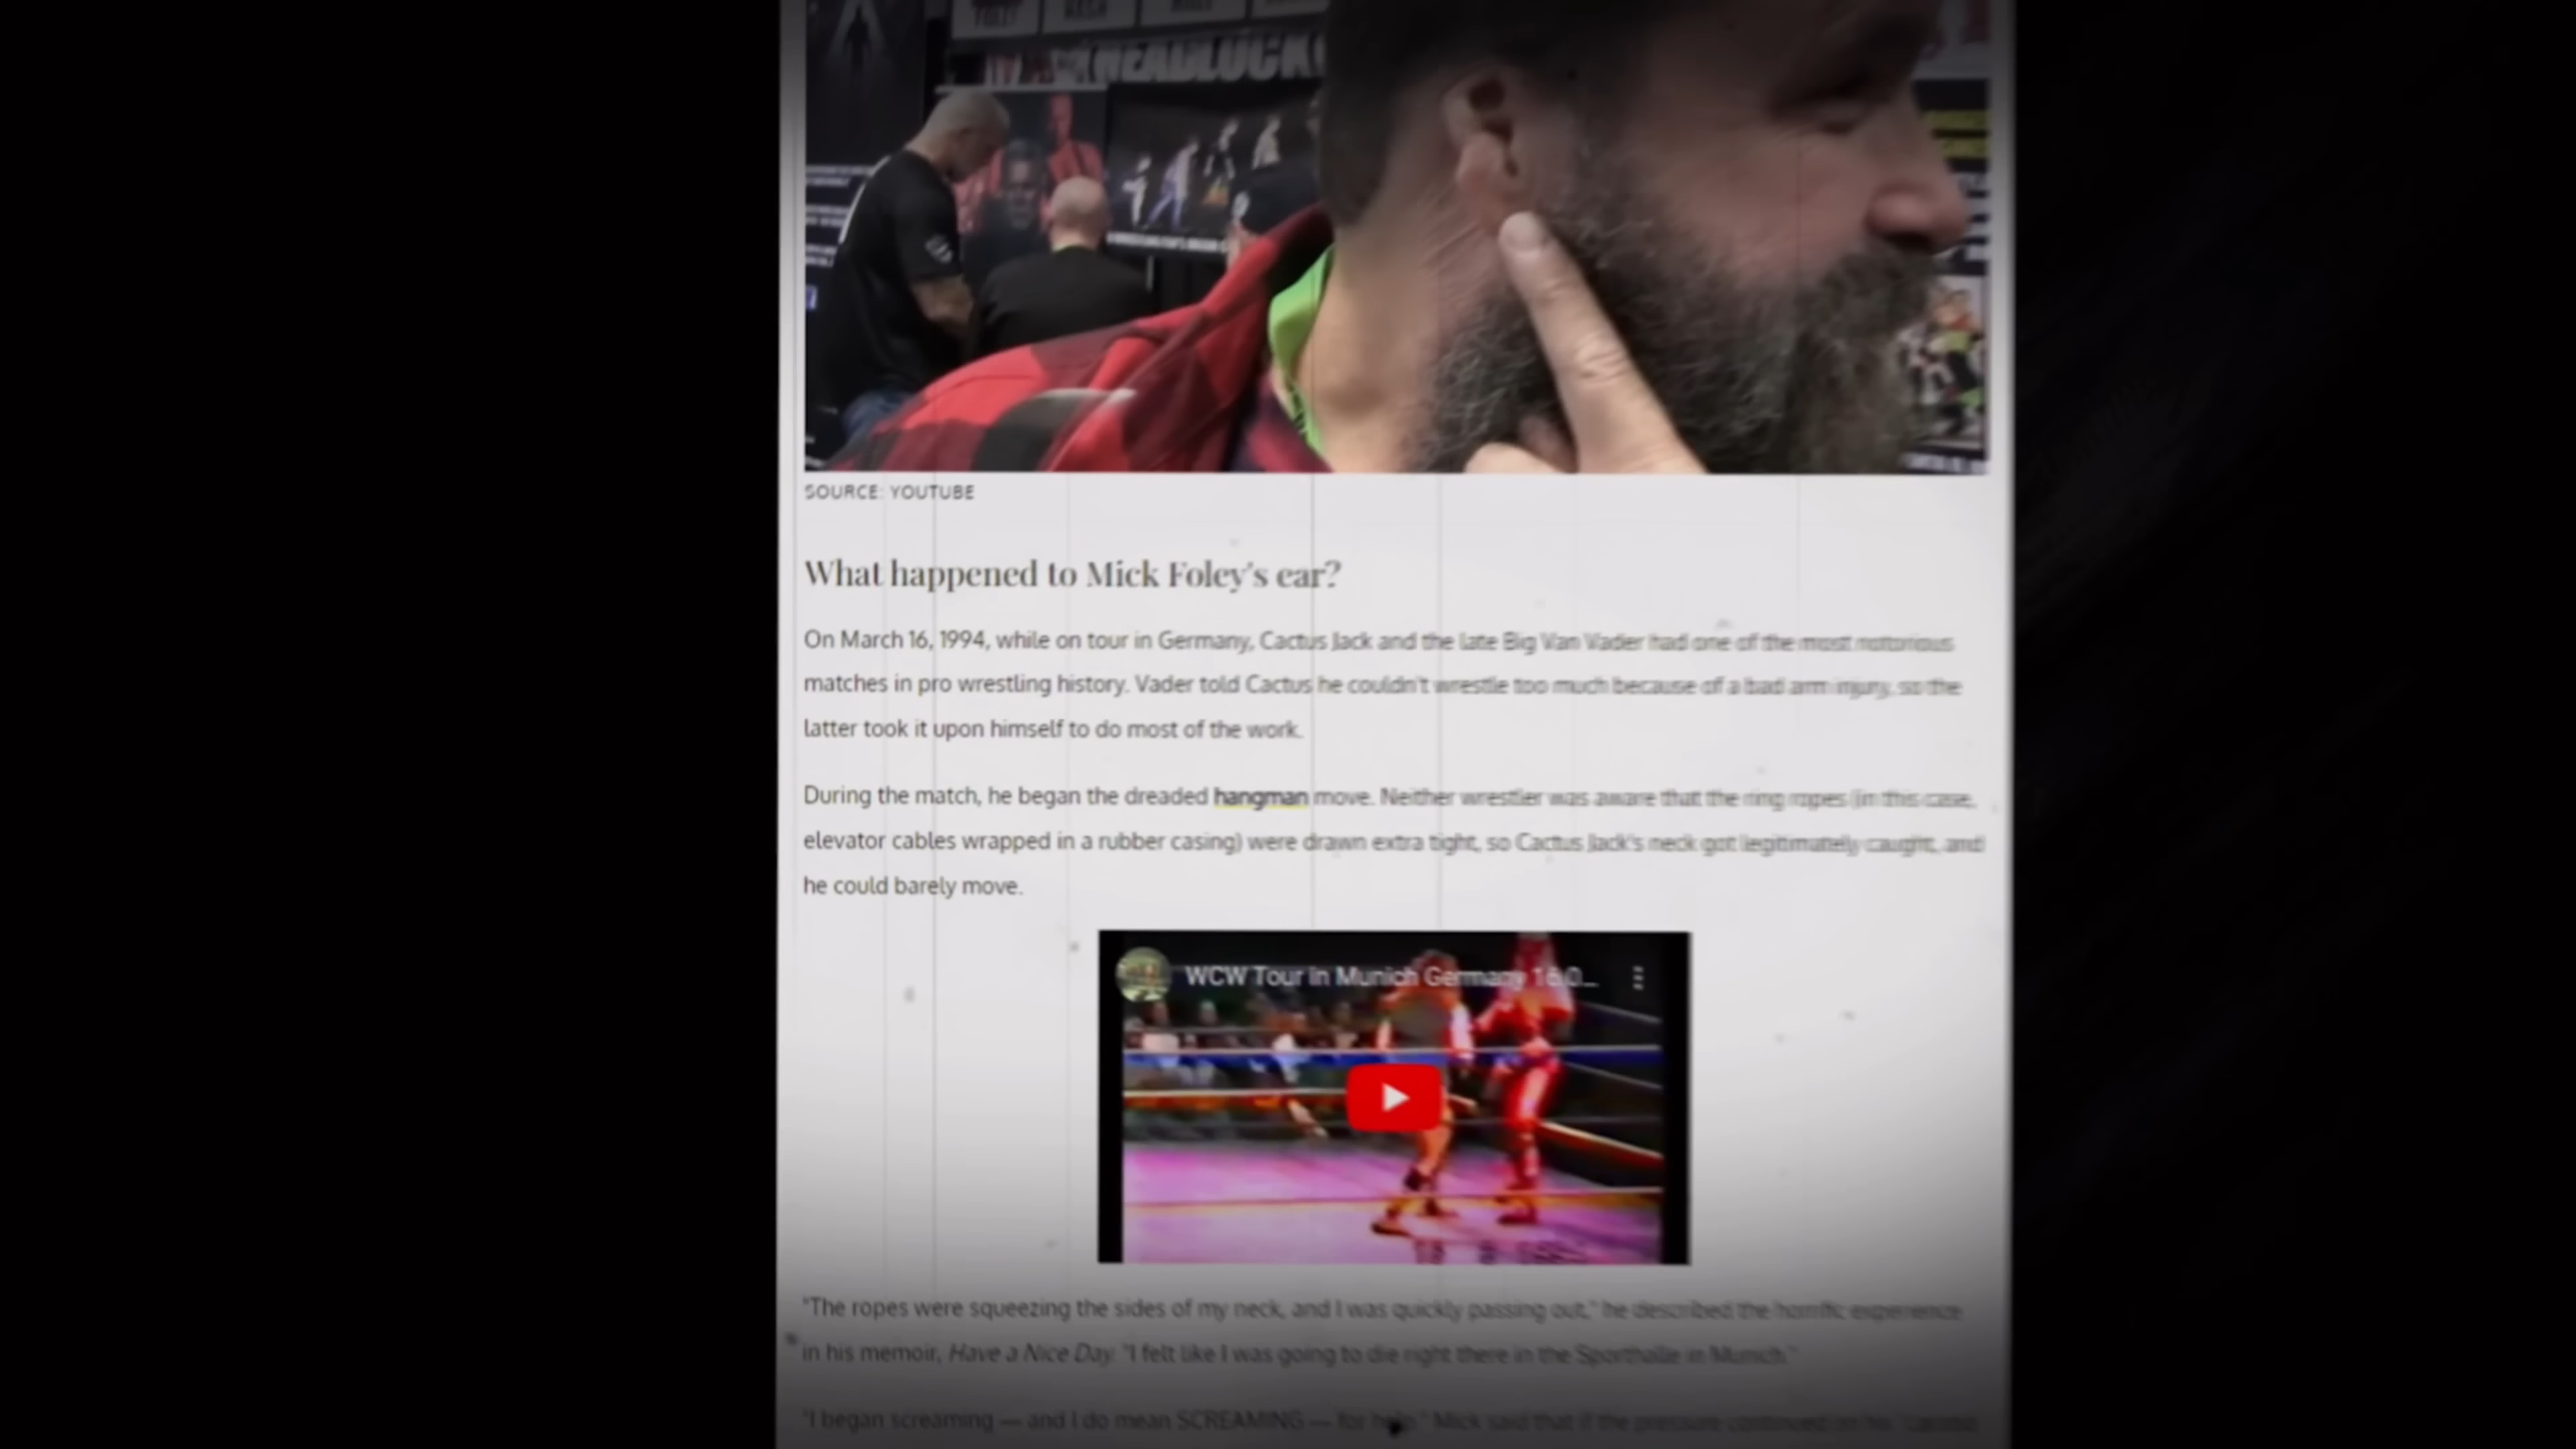 HEADLOCK
SOURCE: YOUTUBE
What happened to Mick Foley's ear?
On March 16, 1994, while on tour in Germany, Cactus Jack and the late Big Van Vader had one of the most notorious
matches in pro wrestling history. Vader told Cactus he couldn't wrestle too much because of a bad arm injury, so the
latter took it upon himself to do most of the work.
During the match, he began the dreaded hangman move. Neither wrestler was aware that the ring ropes (in this case,
elevator cables wrapped in a rubber casing) were drawn extra tight, so Cactus Jack's neck got legitimately caught, and
he could barely move.
WCW Tour in Munich Germany 16.0...
"The ropes were squeezing the sides of my neck, and I was quickly passing out," he described the horrific experience
in his memoir, Have a Nice Day. "I felt like I was going to die right there in the Sporthalle in Munich."
"I began screaming — and I do mean SCREAMING — for help." Mick said that if the pressure continued on his "carotid